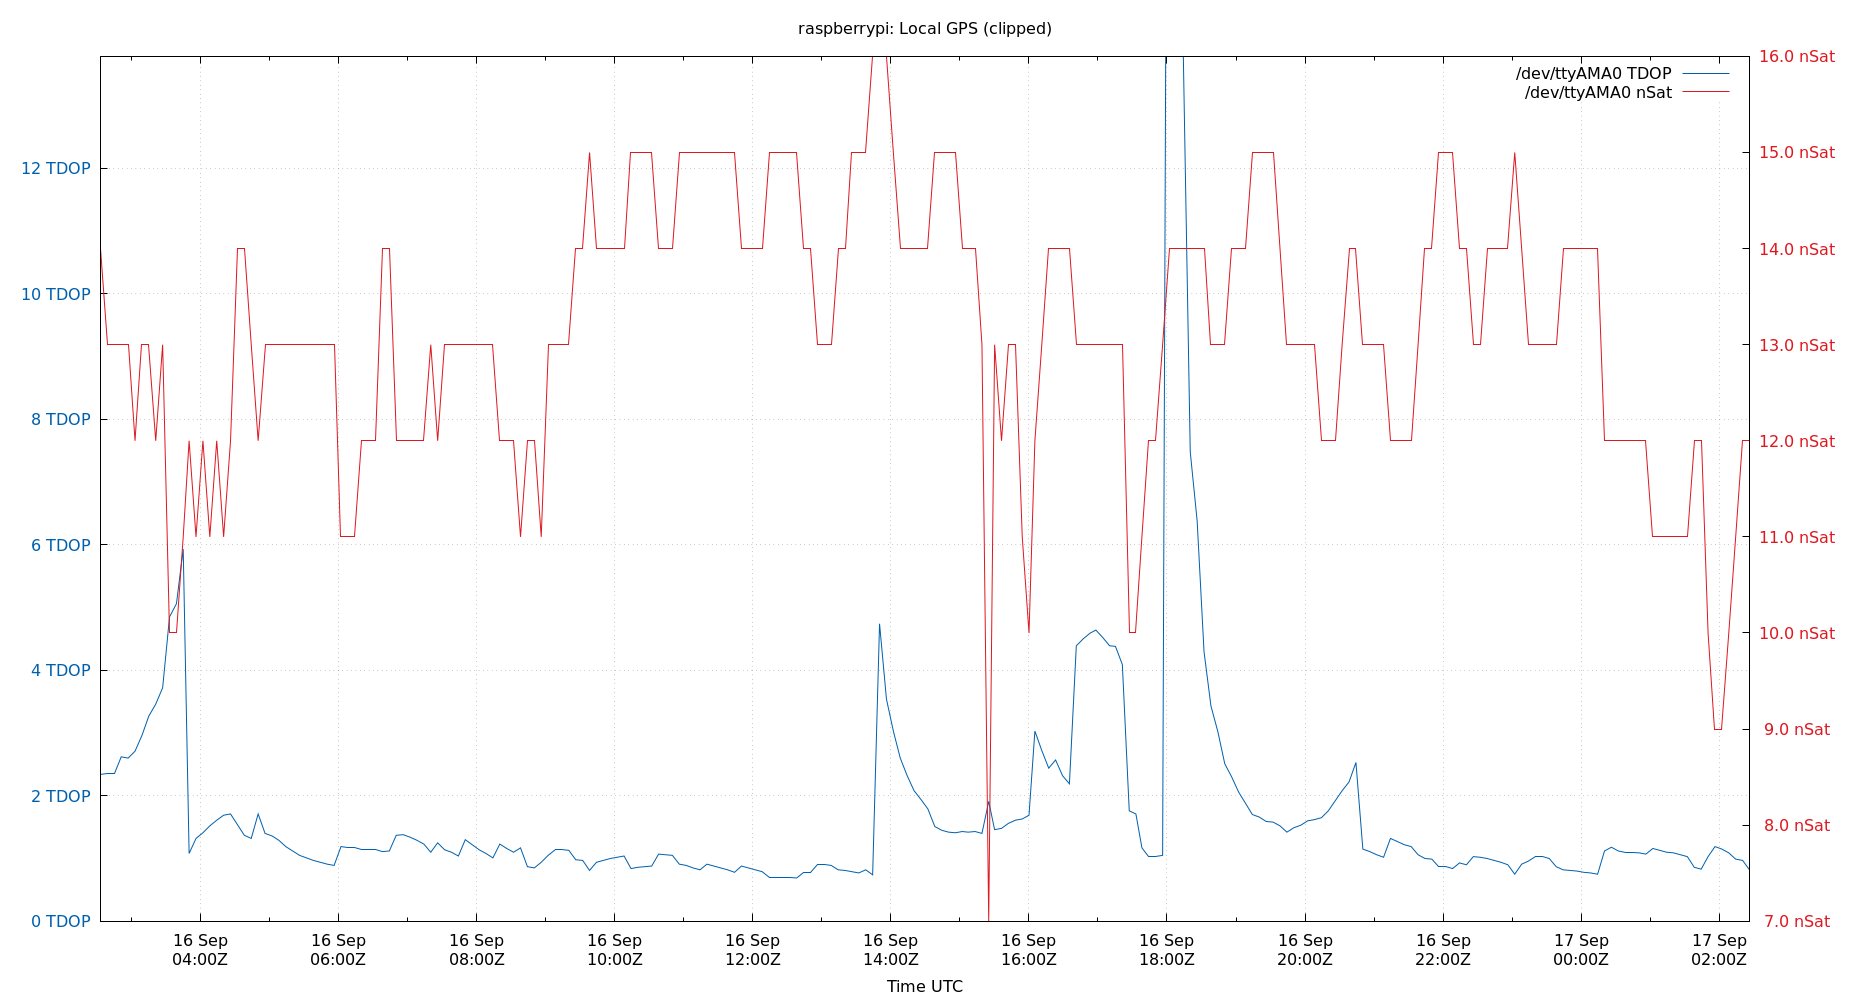 raspberrypi: Local GPS (clipped)
16.0 nSat
/dev/ttyAMA0 TDOP
/dev/ttyAMA0 nSat
15.0 nSat
12 TDOP
14.0 nSat
10 TDOP
13.0 nSat
8 TDOP
12.0 nSat
6 TDOP
11.0 nSat
10.0 nSat
4 TDOP
9.0 nSat
2 TDOP
8.0 nSat
0 TDOP
7.0 nSat
16 Sep 16 Sep 16 Sep 16 Sep 16 Sep 16 Sep 16 Sep 16 Sep 16 Sep 16 Sep 17 Sep 17 Sep
04:00Z 06:00Z 08:00Z 10:00Z 12:00Z 14:00Z 16:00Z 18:00Z 20:00Z 22:00Z 00:00Z 02:00Z
Time UTC